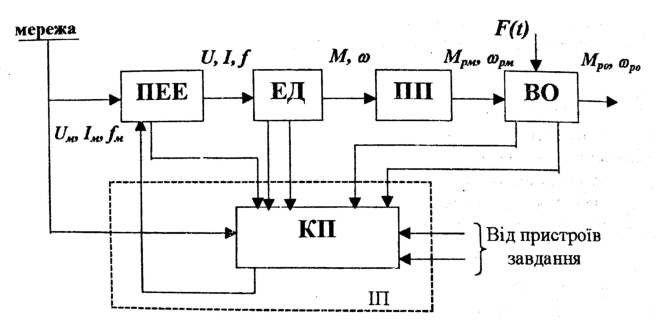 мережа
F(t)
U, I, f
M, ω
Mрм, ωрм
Mро, ωро
ПЕЕ
ЕД
ПП
ВО
Uм, Iм, fм
КП
Від пристроїв
завдання
ІП